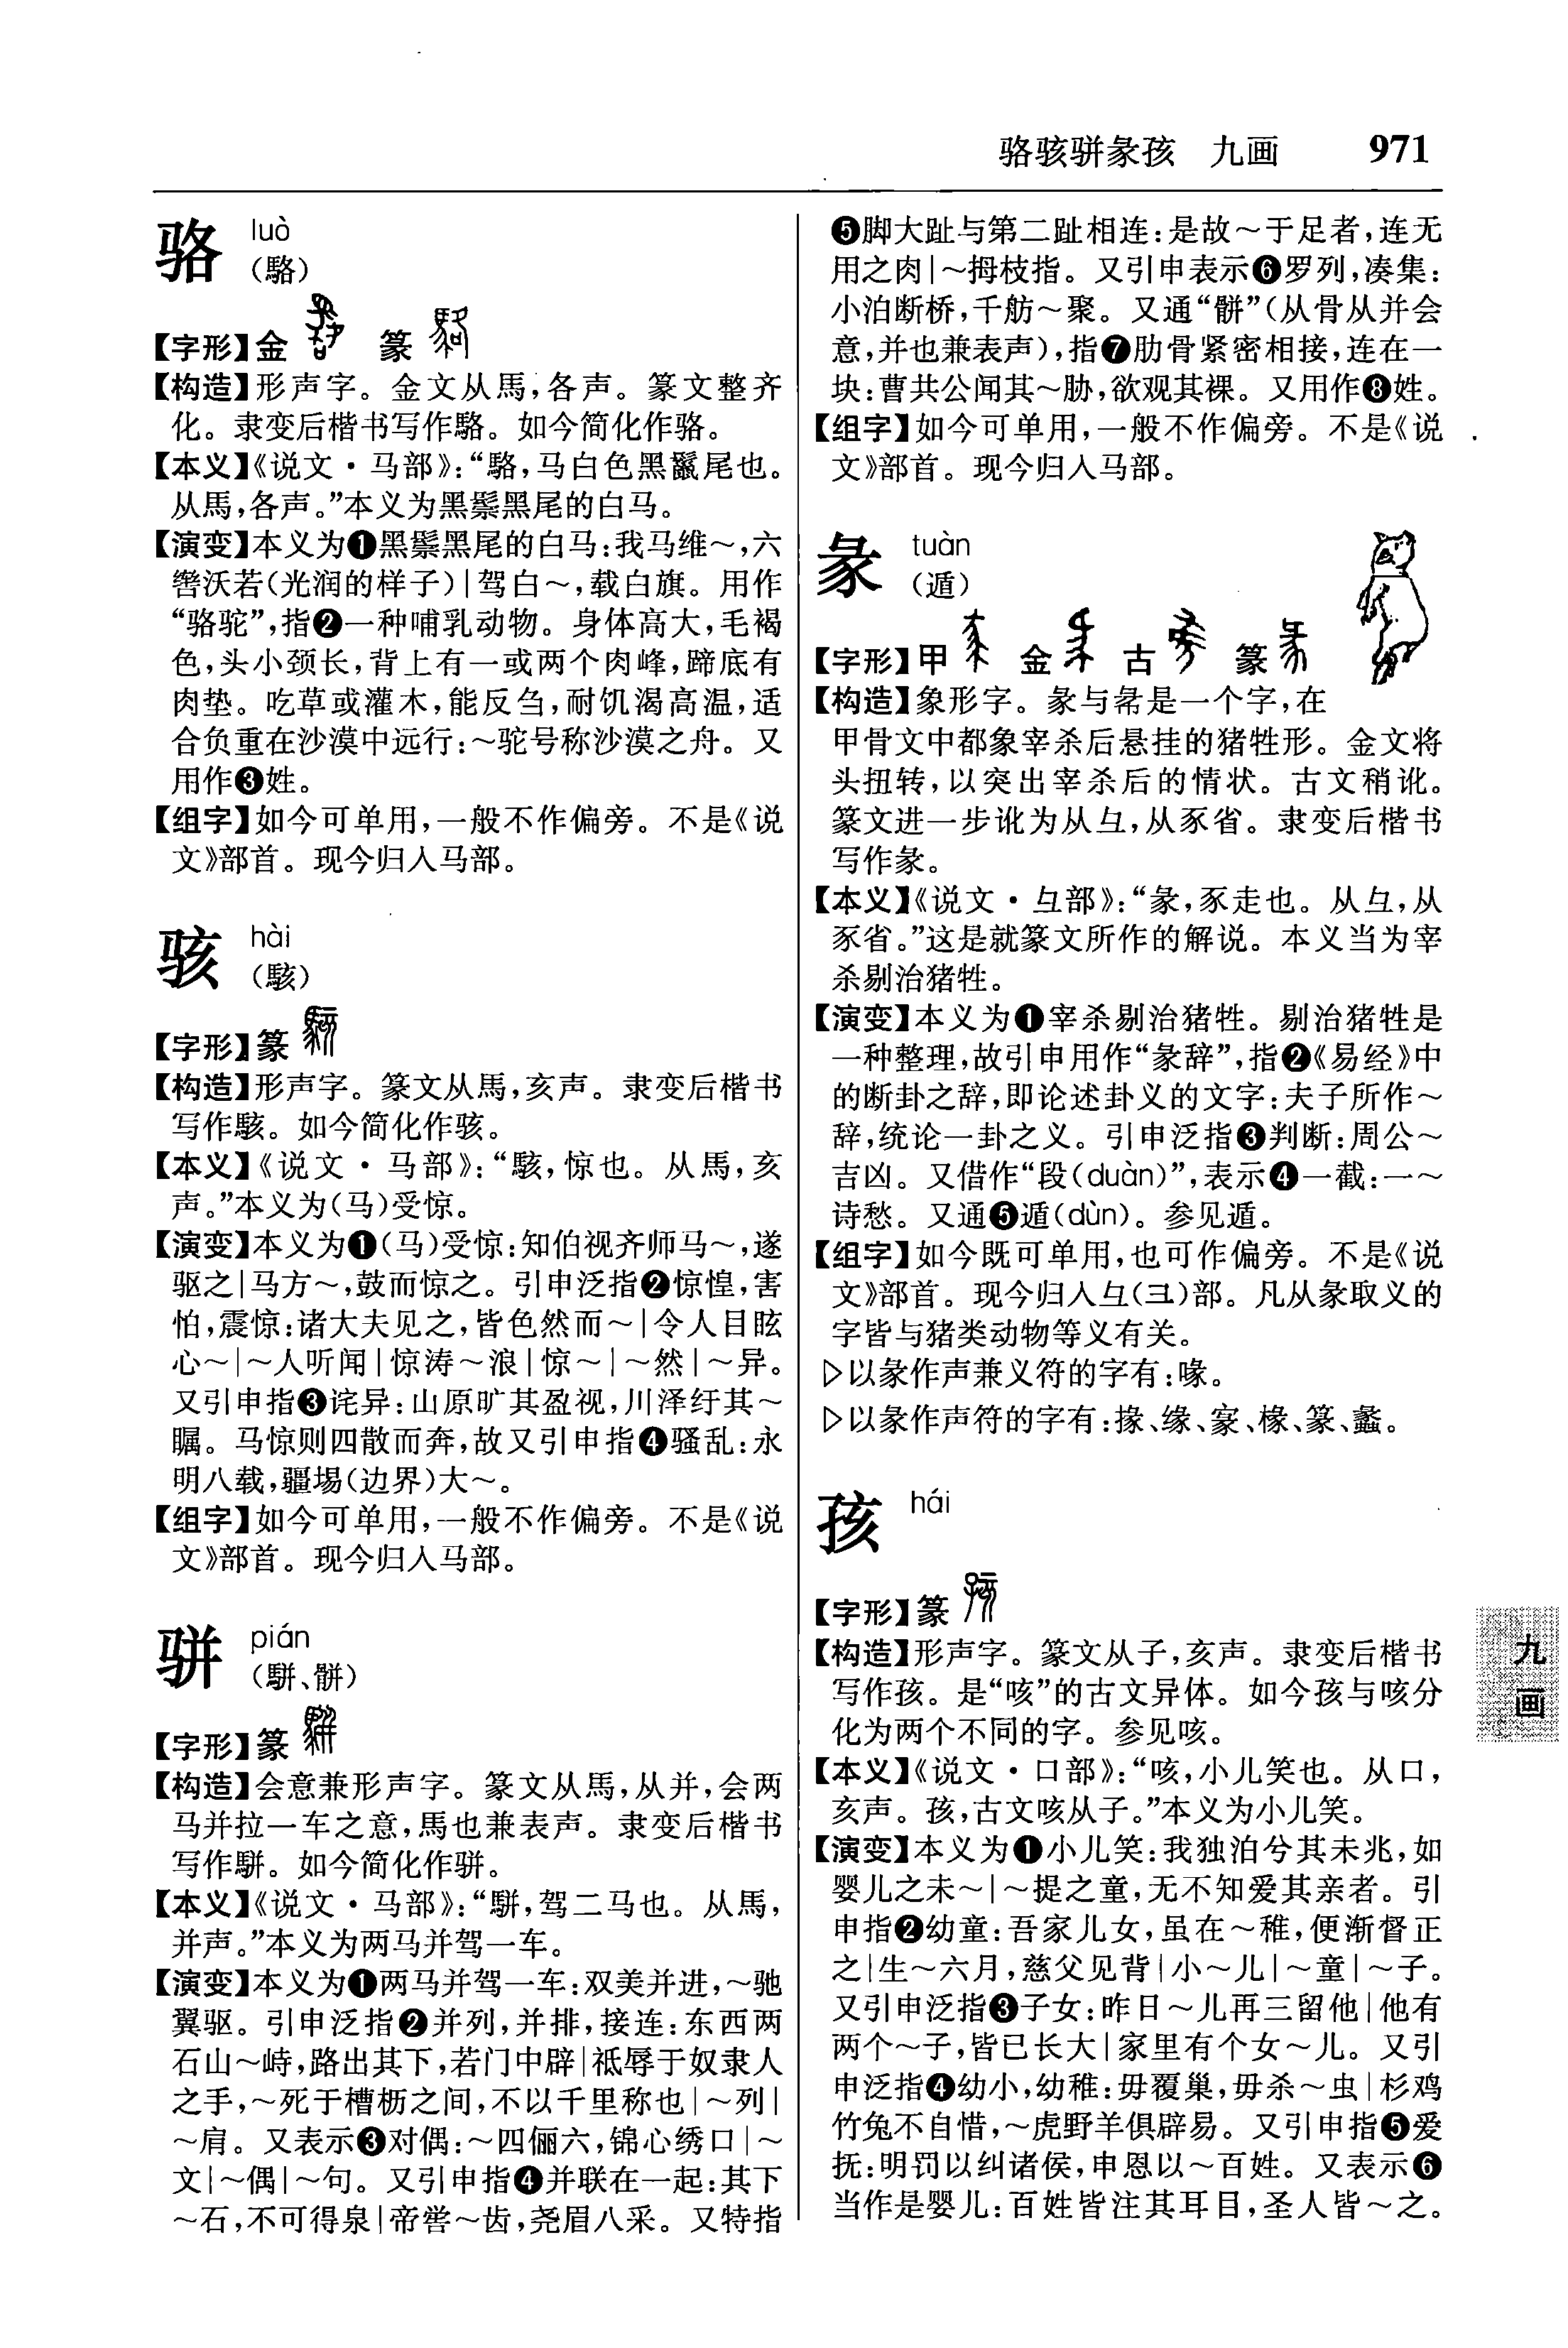 骆骇骈彖孩　九画　971
骆 luò
（駱）
【字形】金　篆
【构造】形声字。金文从馬,各声。篆文整齐
化。隶变后楷书写作駱。如今简化作骆。
【本义】《说文·马部》:“駱,马白色黑鬣尾也。
从馬,各声。”本义为黑鬃黑尾的白马。
【演变】本义为❶黑鬃黑尾的白马:我马维～,六
辔沃若(光润的样子)|驾白～,载白旗。用作
“骆驼”,指❷一种哺乳动物。身体高大,毛褐
色,头小颈长,背上有一或两个肉峰,蹄底有
肉垫。吃草或灌木,能反刍,耐饥渴高温,适
合负重在沙漠中远行:～驼号称沙漠之舟。又
用作❸姓。
【组字】如今可单用,一般不作偏旁。不是《说
文》部首。现今归入马部。
骇 hài
（駭）
【字形】篆
【构造】形声字。篆文从馬,亥声。隶变后楷书
写作駭。如今简化作骇。
【本义】《说文·马部》:“駭,惊也。从馬,亥
声。”本义为(马)受惊。
【演变】本义为❶(马)受惊:知伯视齐师马～,遂
驱之|马方～,鼓而惊之。引申泛指❷惊惶,害
怕,震惊:诸大夫见之,皆色然而～|令人目眩
心～|～人听闻|惊涛～浪|惊～|～然|～异。
又引申指❸诧异:山原旷其盈视,川泽纡其～
瞩。马惊则四散而奔,故又引申指❹骚乱:永
明八载,疆埸(边界)大～。
【组字】如今可单用,一般不作偏旁。不是《说
文》部首。现今归入马部。
骈 pián
（駢、骿）
【字形】篆
【构造】会意兼形声字。篆文从馬,从并,会两
马并拉一车之意,馬也兼表声。隶变后楷书
写作駢。如今简化作骈。
【本义】《说文·马部》:“駢,驾二马也。从馬,
并声。”本义为两马并驾一车。
【演变】本义为❶两马并驾一车:双美并进,～驰
翼驱。引申泛指❷并列,并排,接连:东西两
石山～峙,路出其下,若门中辟|祗辱于奴隶人
之手,～死于槽枥之间,不以千里称也|～列|
～肩。又表示❸对偶:～四俪六,锦心绣口|～
文|～偶|～句。又引申指❹并联在一起:其下
～石,不可得泉|帝喾～齿,尧眉八采。又特指
❺脚大趾与第二趾相连:是故～于足者,连无
用之肉|～拇枝指。又引申表示❻罗列,凑集:
小泊断桥,千舫～聚。又通“骿”(从骨从并会
意,并也兼表声),指❼肋骨紧密相接,连在一
块:曹共公闻其～胁,欲观其裸。又用作❽姓。
【组字】如今可单用,一般不作偏旁。不是《说
文》部首。现今归入马部。
彖 tuàn
（遁）
【字形】甲　金　古　篆
【构造】象形字。彖与㣇是一个字,在
甲骨文中都象宰杀后悬挂的猪牲形。金文将
头扭转,以突出宰杀后的情状。古文稍讹。
篆文进一步讹为从彑,从豕省。隶变后楷书
写作彖。
【本义】《说文·彑部》:“彖,豕走也。从彑,从
豕省。”这是就篆文所作的解说。本义当为宰
杀剔治猪牲。
【演变】本义为❶宰杀剔治猪牲。剔治猪牲是
一种整理,故引申用作“彖辞”,指❷《易经》中
的断卦之辞,即论述卦义的文字:夫子所作～
辞,统论一卦之义。引申泛指❸判断:周公～
吉凶。又借作“段(duàn)”,表示❹一截:一～
诗愁。又通❺遁(dùn)。参见遁。
【组字】如今既可单用,也可作偏旁。不是《说
文》部首。现今归入彑(彐)部。凡从彖取义的
字皆与猪类动物等义有关。
▷以彖作声兼义符的字有:喙。
▷以彖作声符的字有:掾、缘、𧰲、椽、篆、蠡。
孩 hái
【字形】篆
【构造】形声字。篆文从子,亥声。隶变后楷书
写作孩。是“咳”的古文异体。如今孩与咳分
化为两个不同的字。参见咳。
【本义】《说文·口部》:“咳,小儿笑也。从口,
亥声。孩,古文咳从子。”本义为小儿笑。
【演变】本义为❶小儿笑:我独泊兮其未兆,如
婴儿之未～|～提之童,无不知爱其亲者。引
申指❷幼童:吾家儿女,虽在～稚,便渐督正
之|生～六月,慈父见背|小～儿|～童|～子。
又引申泛指❸子女:昨日～儿再三留他|他有
两个～子,皆已长大|家里有个女～儿。又引
申泛指❹幼小,幼稚:毋覆巢,毋杀～虫|杉鸡
竹兔不自惜,～虎野羊俱辟易。又引申指❺爱
抚:明罚以纠诸侯,申恩以～百姓。又表示❻
当作是婴儿:百姓皆注其耳目,圣人皆～之。
九画